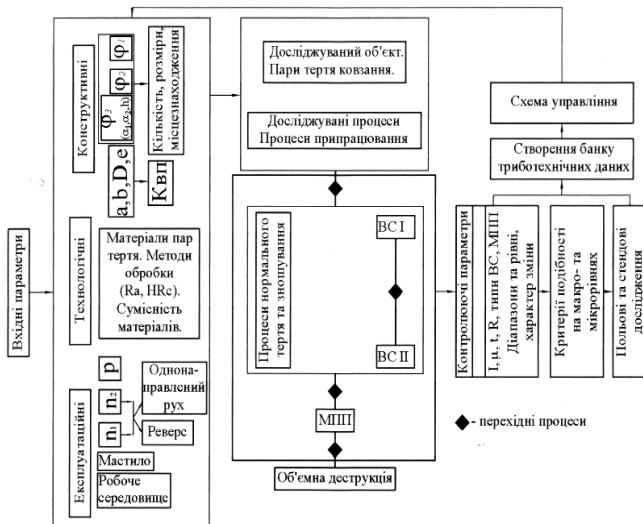 Вхідні параметри
Конструктивні
φ3
(α1,α2,h)
φ2
φ1
Кількість, розміри,
місцезнаходження
a,b,D,e
Квп
Технологічні
Матеріали пар
тертя. Методи
обробки
(Ra, HRc).
Сумісність
матеріалів.
Експлуатаційні
n1
n2
p
Однона-
правлений
рух
Реверс
Мастило
Робоче
середовище
Досліджуваний об'єкт.
Пари тертя ковзання.
Досліджувані процеси
Процеси припрацювання
Процеси нормального
тертя та зношування
ВС І
ВС ІІ
МПП
Об'ємна деструкція
Схема управління
Створення банку
триботехнічних даних
Контролюючі параметри
I, μ, t, R, типи ВС, МПП
Діапазони та рівні,
характер зміни
Критерії подібності
на макро- та
мікрорівнях
Польові та стендові
дослідження
- перехідні процеси